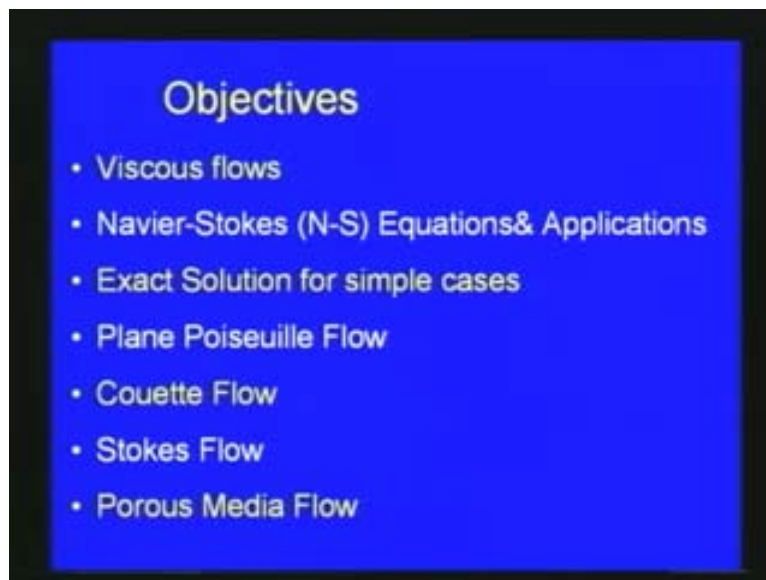 Objectives
• Viscous flows
• Navier-Stokes (N-S) Equations& Applications
• Exact Solution for simple cases
• Plane Poiseuille Flow
• Couette Flow
• Stokes Flow
• Porous Media Flow